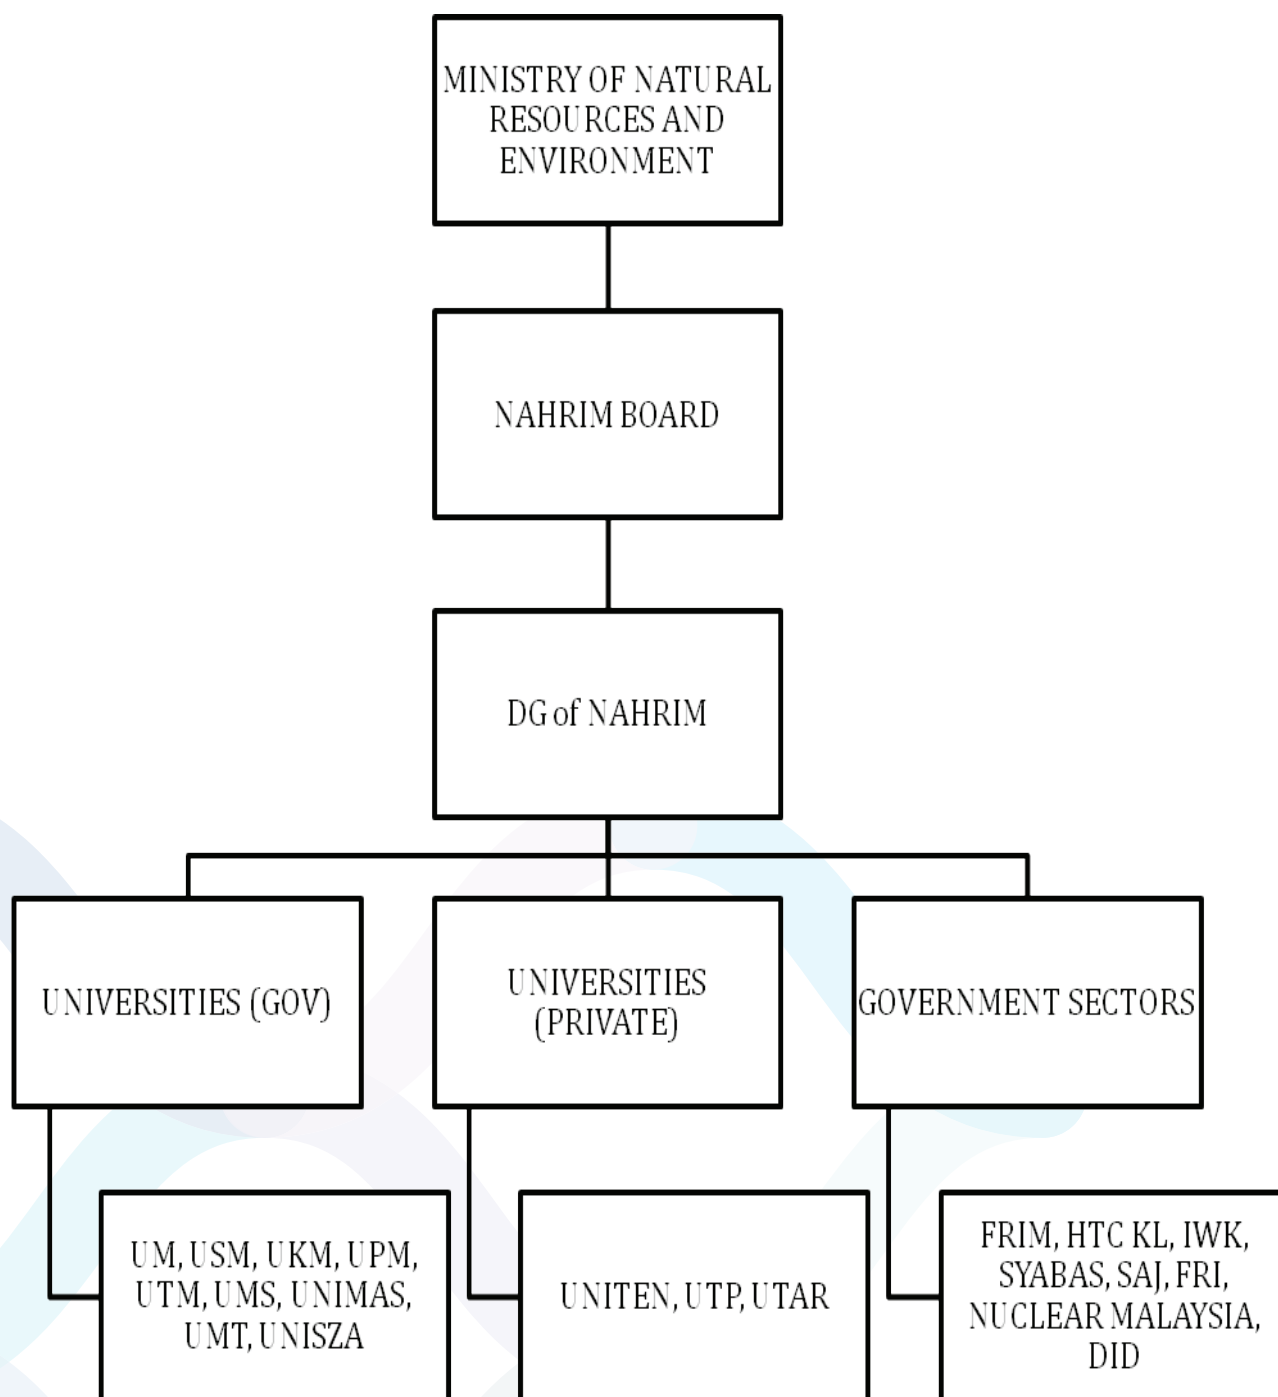 MINISTRY OF NATURAL
RESOURCES AND
ENVIRONMENT
NAHRIM BOARD
DG of NAHRIM
UNIVERSITIES (GOV)
UNIVERSITIES
(PRIVATE)
GOVERNMENT SECTORS
UM, USM, UKM, UPM,
UTM, UMS, UNIMAS,
UMT, UNISZA
UNITEN, UTP, UTAR
FRIM, HTC KL, IWK,
SYABAS, SAJ, FRI,
NUCLEAR MALAYSIA,
DID